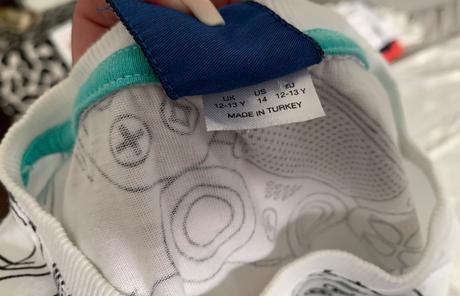 UK US EU
12-13 Y 14 12-13 Y
MADE IN TURKEY